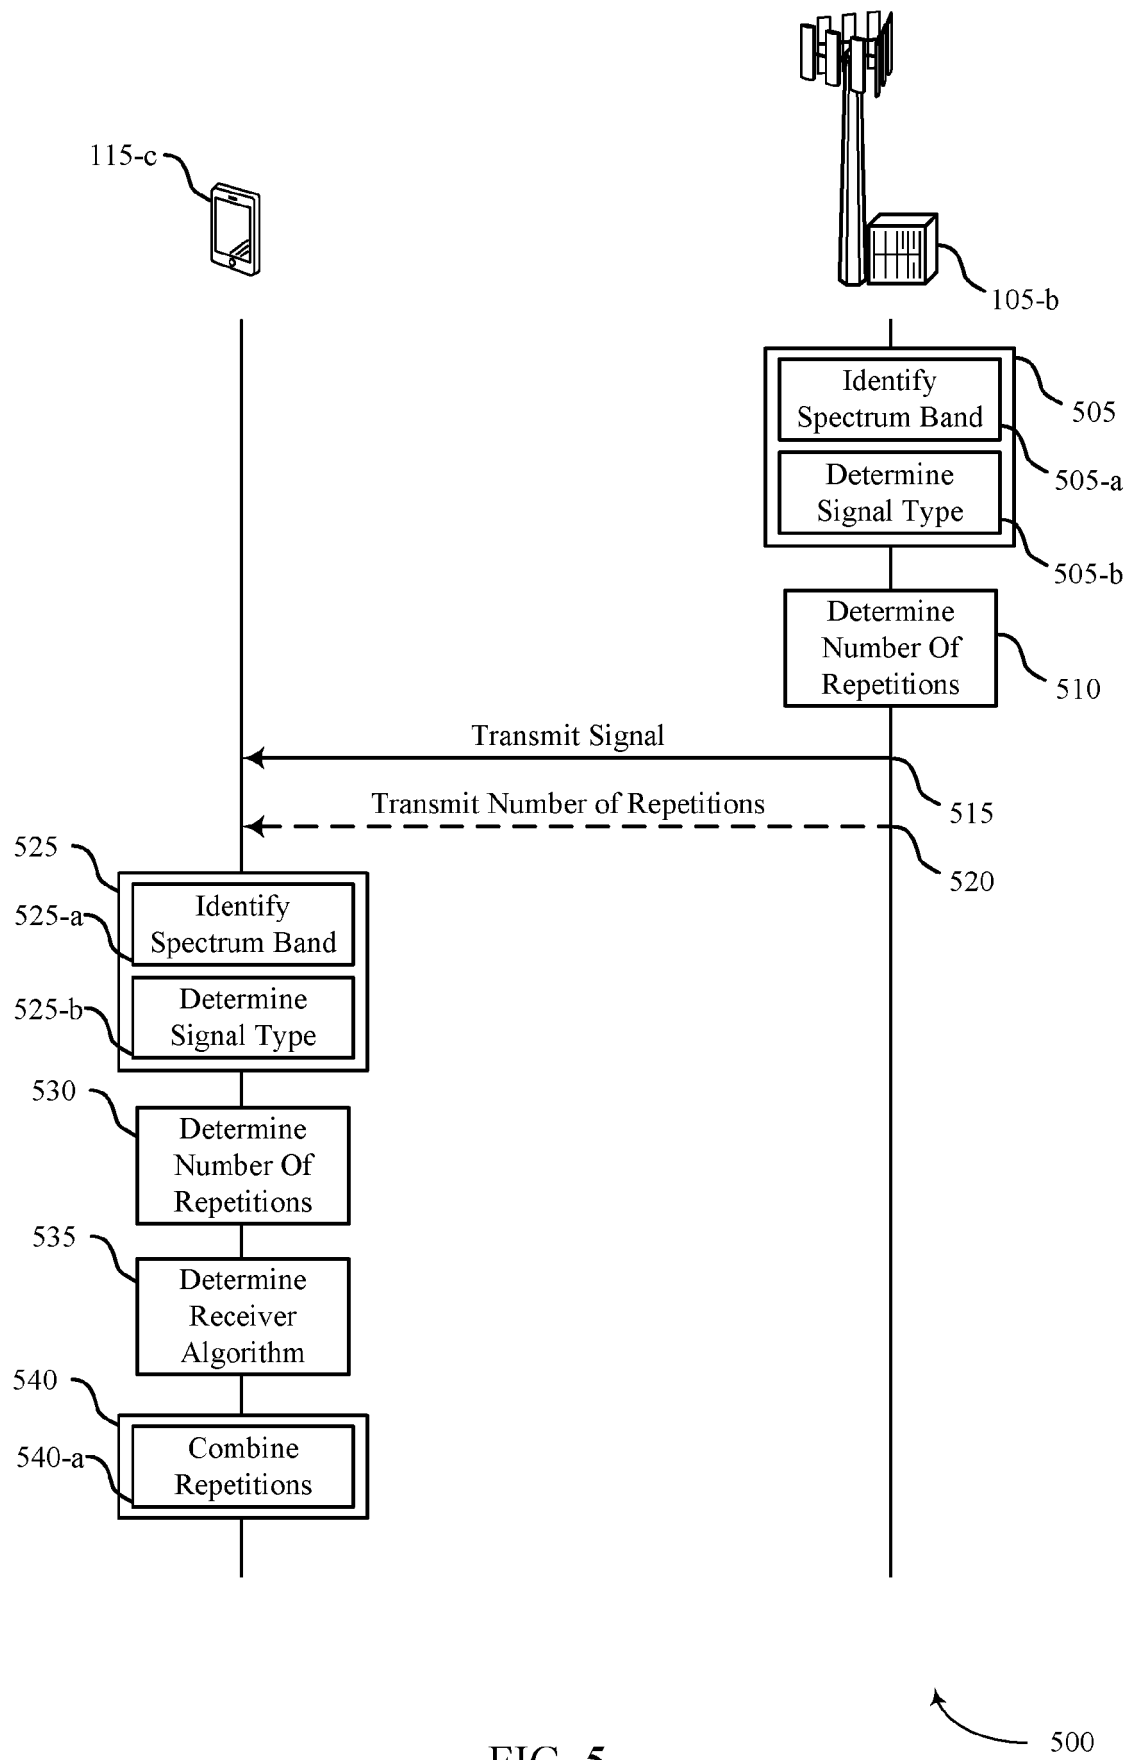 115-c
105-b
Identify
Spectrum Band
505
505-a
Determine
Signal Type
505-b
Determine
Number Of
Repetitions
510
Transmit Signal
515
Transmit Number of Repetitions
520
525
525-a
Identify
Spectrum Band
525-b
Determine
Signal Type
530
Determine
Number Of
Repetitions
535
Determine
Receiver
Algorithm
540
540-a
Combine
Repetitions
500
FIG. 5